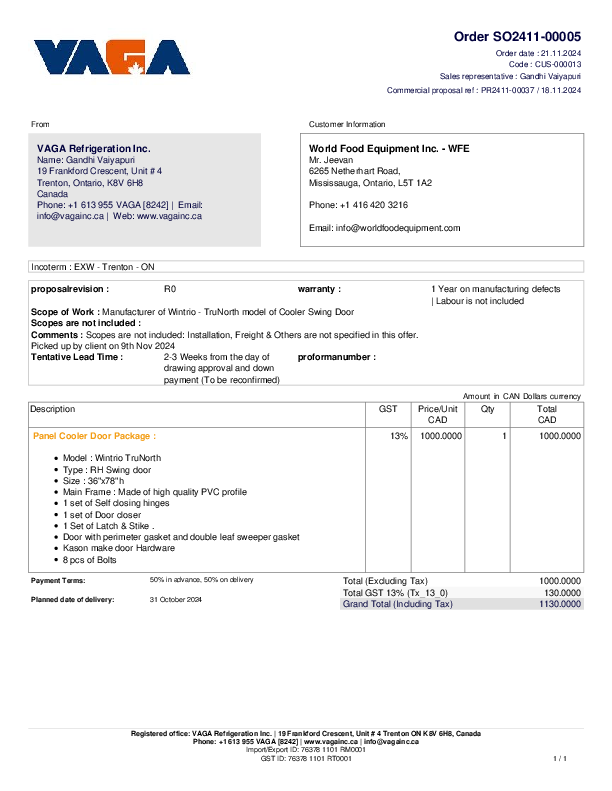 VAGA
Order SO2411-00005
Order date : 21.11.2024
Code : CUS-000013
Sales representative : Gandhi Vaiyapuri
Commercial proposal ref : PR2411-00037 / 18.11.2024
From
VAGA Refrigeration Inc.
Name: Gandhi Vaiyapuri
19 Frankford Crescent, Unit # 4
Trenton, Ontario, K8V 6H8
Canada
Phone: +1 613 955 VAGA [8242] | Email:
info@vagainc.ca | Web: www.vagainc.ca
Customer Information
World Food Equipment Inc. - WFE
Mr. Jeevan
6265 Netherhart Road,
Mississauga, Ontario, L5T 1A2
Phone: +1 416 420 3216
Email: info@worldfoodequipment.com
Incoterm : EXW - Trenton - ON
proposalrevision : R0 warranty : 1 Year on manufacturing defects
| Labour is not included
Scope of Work : Manufacturer of Wintrio - TruNorth model of Cooler Swing Door
Scopes are not included :
Comments : Scopes are not included: Installation, Freight & Others are not specified in this offer.
Picked up by client on 9th Nov 2024
Tentative Lead Time : 2-3 Weeks from the day of proformanumber :
drawing approval and down
payment (To be reconfirmed)
Amount in CAN Dollars currency
Description GST Price/Unit Qty Total
CAD CAD
Panel Cooler Door Package : 13% 1000.0000 1 1000.0000
• Model : Wintrio TruNorth
• Type : RH Swing door
• Size : 36"x78"h
• Main Frame : Made of high quality PVC profile
• 1 set of Self closing hinges
• 1 set of Door closer
• 1 Set of Latch & Stike .
• Door with perimeter gasket and double leaf sweeper gasket
• Kason make door Hardware
• 8 pcs of Bolts
Payment Terms: 50% in advance, 50% on delivery
Planned date of delivery: 31 October 2024
Total (Excluding Tax) 1000.0000
Total GST 13% (Tx_13_0) 130.0000
Grand Total (Including Tax) 1130.0000
Registered office: VAGA Refrigeration Inc. | 19 Frankford Crescent, Unit # 4 Trenton ON K8V 6H8, Canada
Phone: +1 613 955 VAGA [8242] | www.vagainc.ca | info@vagainc.ca
Import/Export ID: 76378 1101 RM0001
GST ID: 76378 1101 RT0001
1 / 1